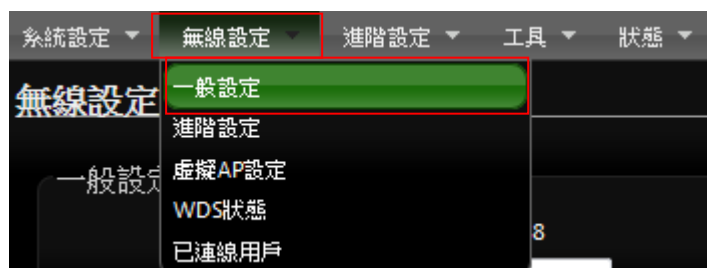 系統設定 無線設定 進階設定 工具 狀態
無線設定
一般設定
進階設定
一般設定
虛擬AP設定
WDS狀態
8
已連線用戶